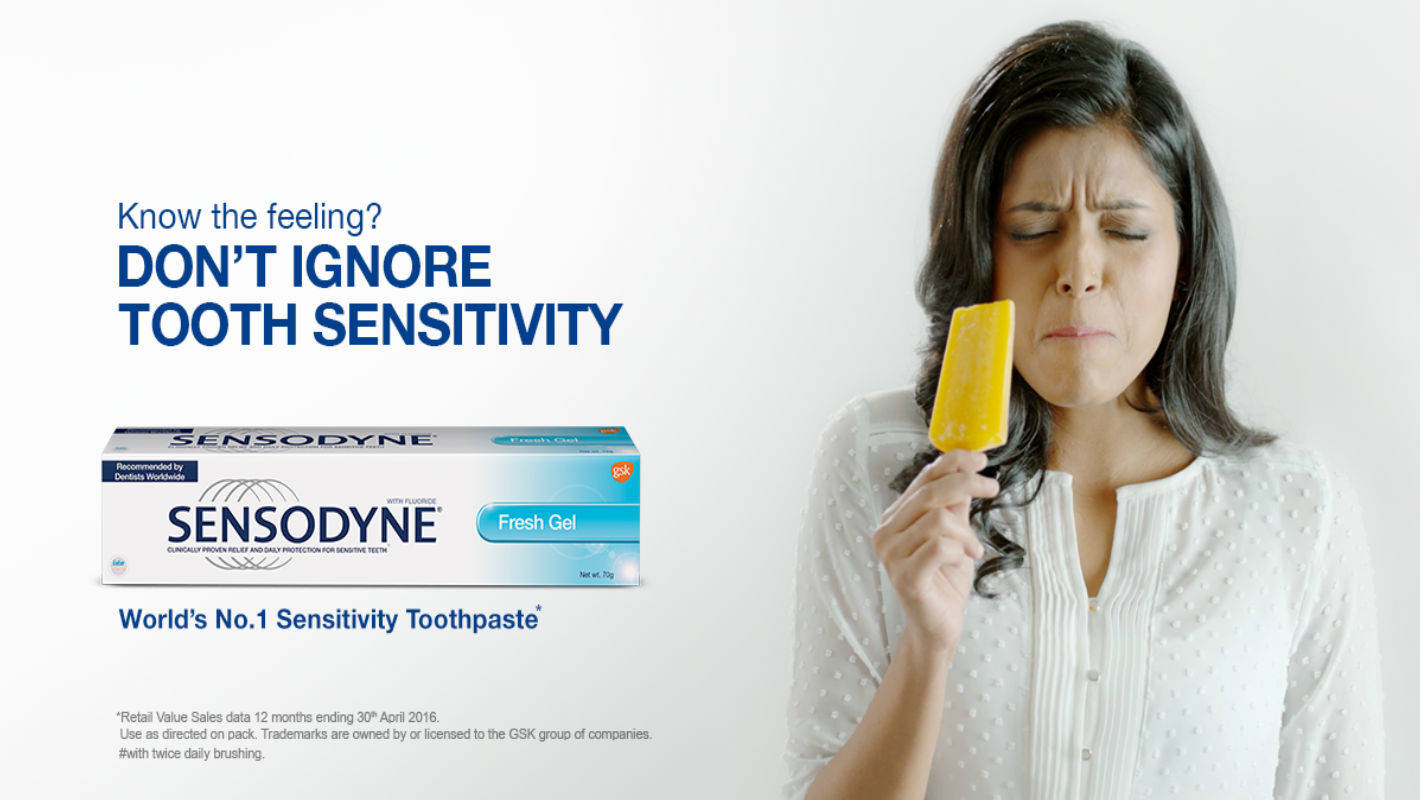 Know the feeling?
DON'T IGNORE
TOOTH SENSITIVITY
SENSODYNE®
Fresh Gel
Recommended by
Dentists Worldwide
gsk
WITH FLUORIDE
SENSODYNE®
Fresh Gel
CLINICALLY PROVEN RELIEF AND DAILY PROTECTION FOR SENSITIVE TEETH
Net wt. 70g
World's No.1 Sensitivity Toothpaste*
*Retail Value Sales data 12 months ending 30th April 2016.
Use as directed on pack. Trademarks are owned by or licensed to the GSK group of companies.
#with twice daily brushing.